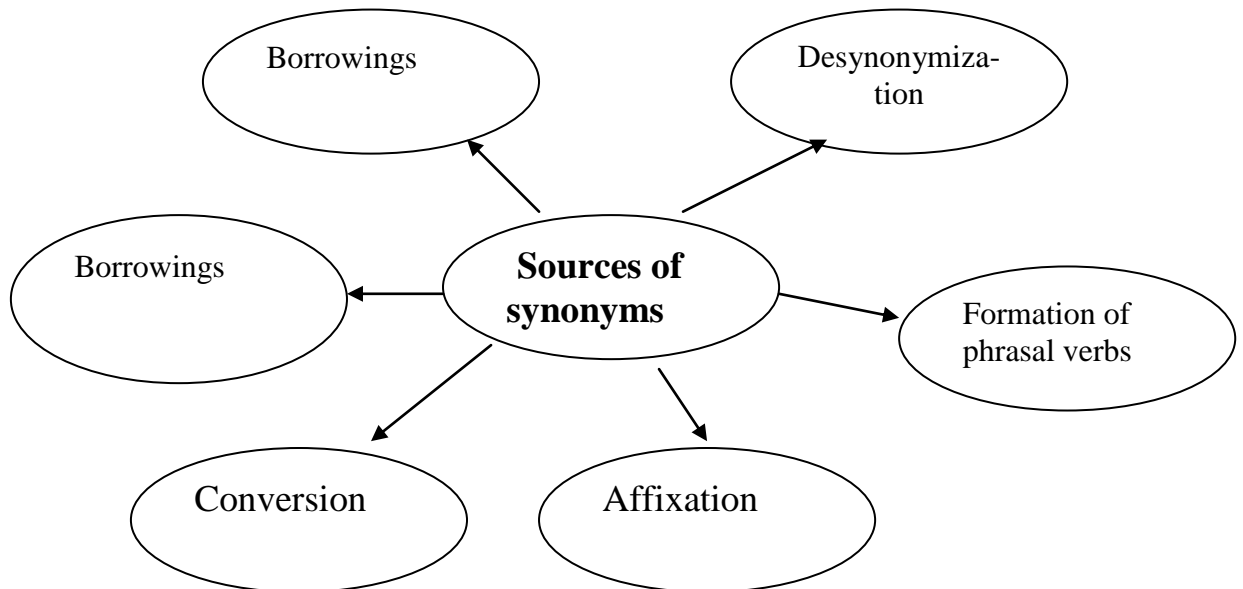 Borrowings
Desynonymiza-
tion
Borrowings
Sources of
synonyms
Formation of
phrasal verbs
Conversion
Affixation